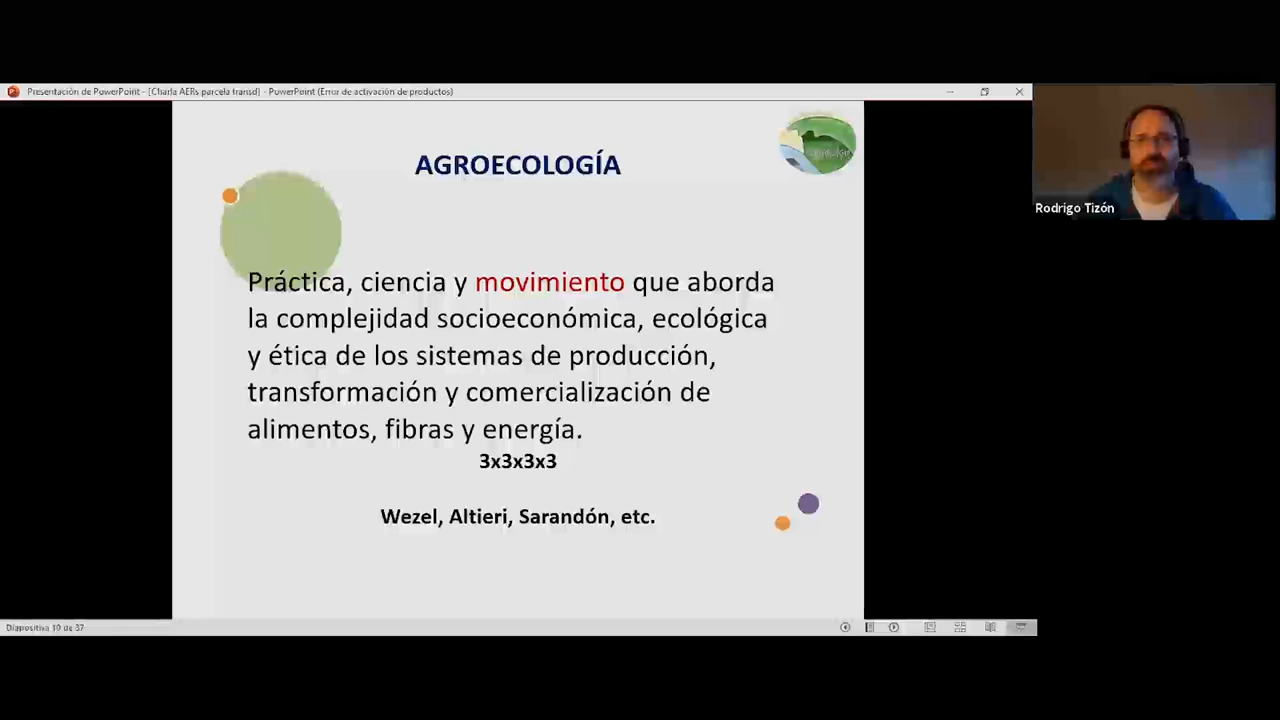 Presentación de PowerPoint - [Charla AERs parcela transd] - PowerPoint (Error de activación de productos)
AGROECOLOGÍA
Rodrigo Tizón
Práctica, ciencia y movimiento que aborda
la complejidad socioeconómica, ecológica
y ética de los sistemas de producción,
transformación y comercialización de
alimentos, fibras y energía.
3x3x3x3
Wezel, Altieri, Sarandón, etc.
Diapositiva 10 de 37